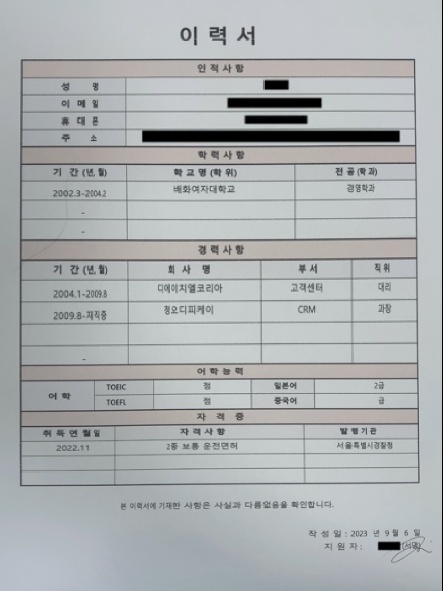 이력서
인적사항
성 명
이메일
휴대폰
주 소
학력사항
기 간 (년,월) 학교명(학위) 전 공(학과)
2002.3-2004.2 배화여자대학교 경영학과
-
-
경력사항
기 간 (년,월) 회 사 명 부서 직위
2004.1-2009.8 디에이치엘코리아 고객센터 대리
2009.8-재직중 정오디피케이 CRM 과장
-
어학능력
어학 TOEIC 점 일본어 2급
TOEFL 점 중국어 급
자 격 증
취득연월일 자격사항 발행기관
2022.11 2종 보통 운전면허 서울특별시경찰청
본 이력서에 기재한 사항은 사실과 다름없음을 확인합니다.
작 성 일 : 2023 년 9 월 6 일
지 원 자 : (서명)